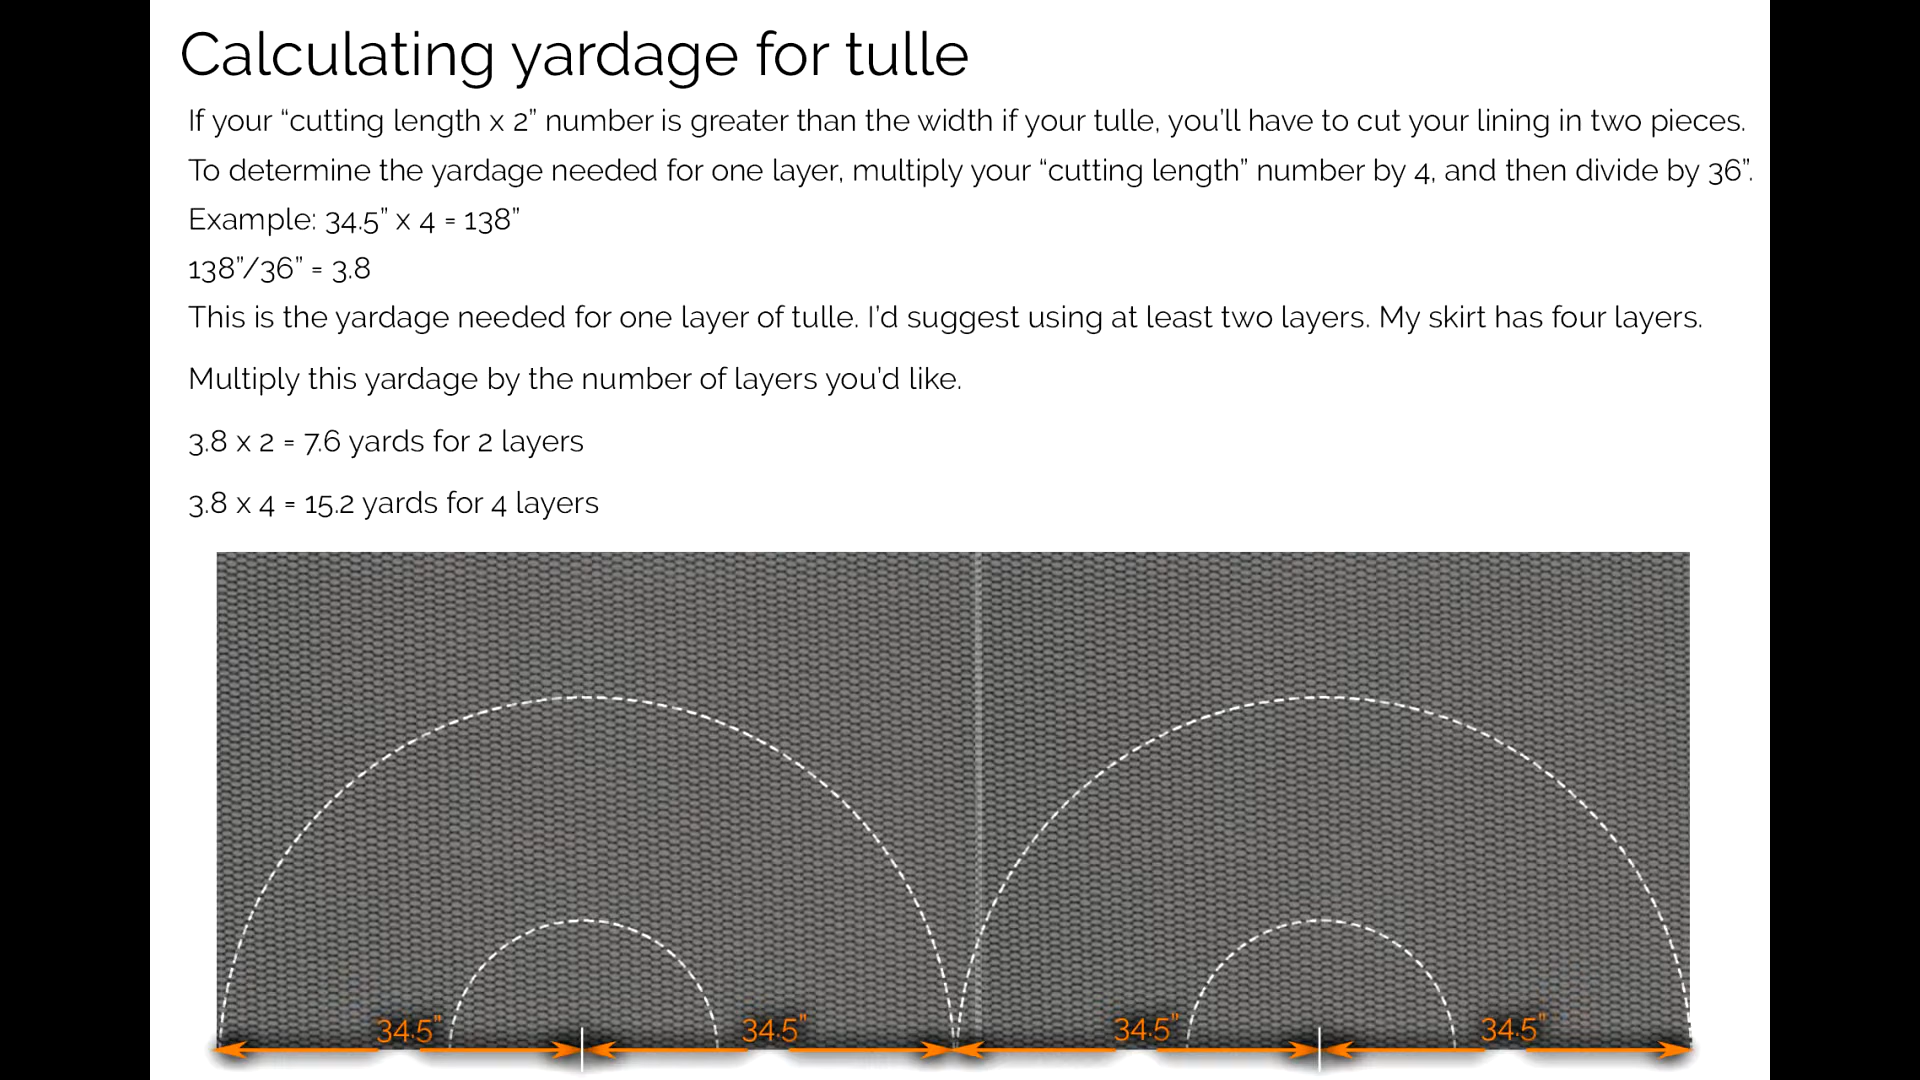 Calculating yardage for tulle
If your “cutting length x 2” number is greater than the width if your tulle, you’ll have to cut your lining in two pieces.
To determine the yardage needed for one layer, multiply your “cutting length” number by 4, and then divide by 36”.
Example: 34.5” x 4 = 138”
138”/36” = 3.8
This is the yardage needed for one layer of tulle. I’d suggest using at least two layers. My skirt has four layers.
Multiply this yardage by the number of layers you’d like.
3.8 x 2 = 7.6 yards for 2 layers
3.8 x 4 = 15.2 yards for 4 layers
34.5” 34.5” 34.5” 34.5”